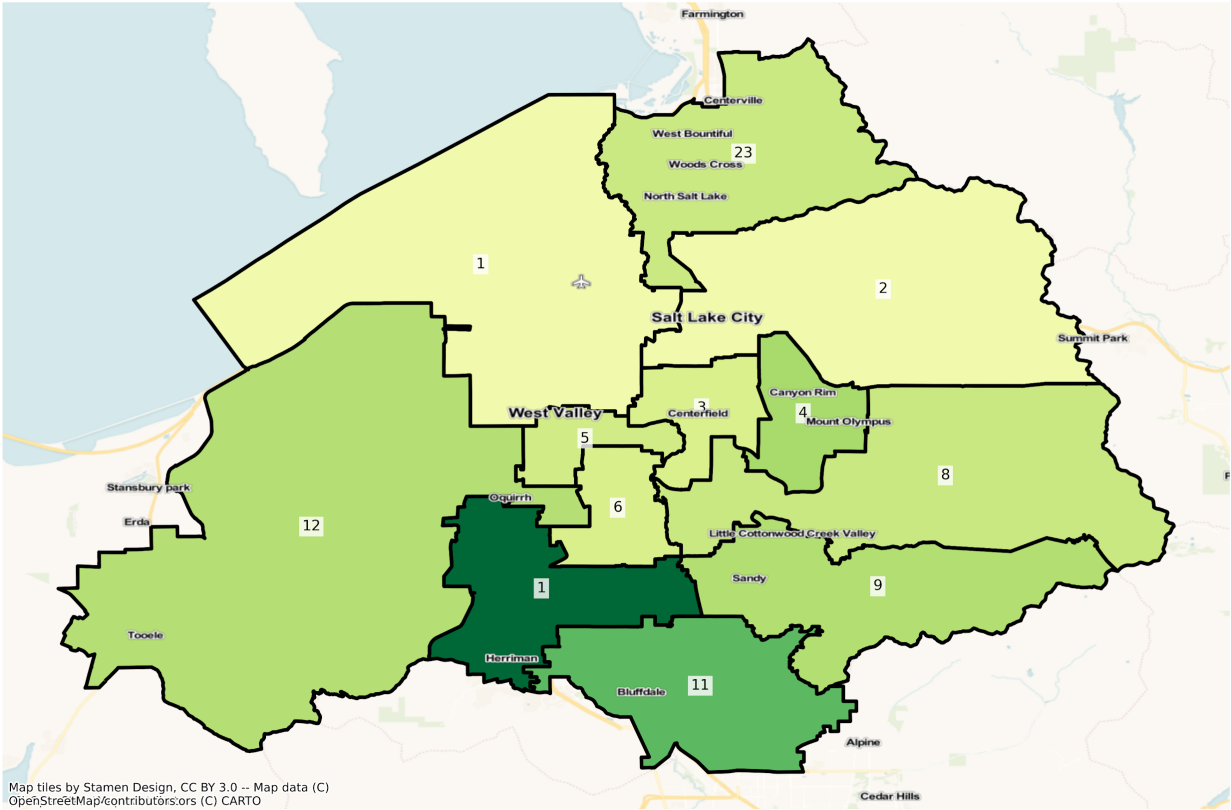 Farmington
Centerville
West Bountiful
23
Woods Cross
North Salt Lake
1
2
Salt Lake City
Summit Park
Canyon Rim
3
West Valley
Centerfield
4
Mount Olympus
5
8
Stansbury park
Oquirrh
6
Erda
12
Little Cottonwood Creek Valley
Sandy
9
1
Tooele
Herriman
11
Bluffdale
Alpine
Map tiles by Stamen Design, CC BY 3.0 -- Map data (C)
OpenStreetMap contributors
ors (C) CARTO
Cedar Hills